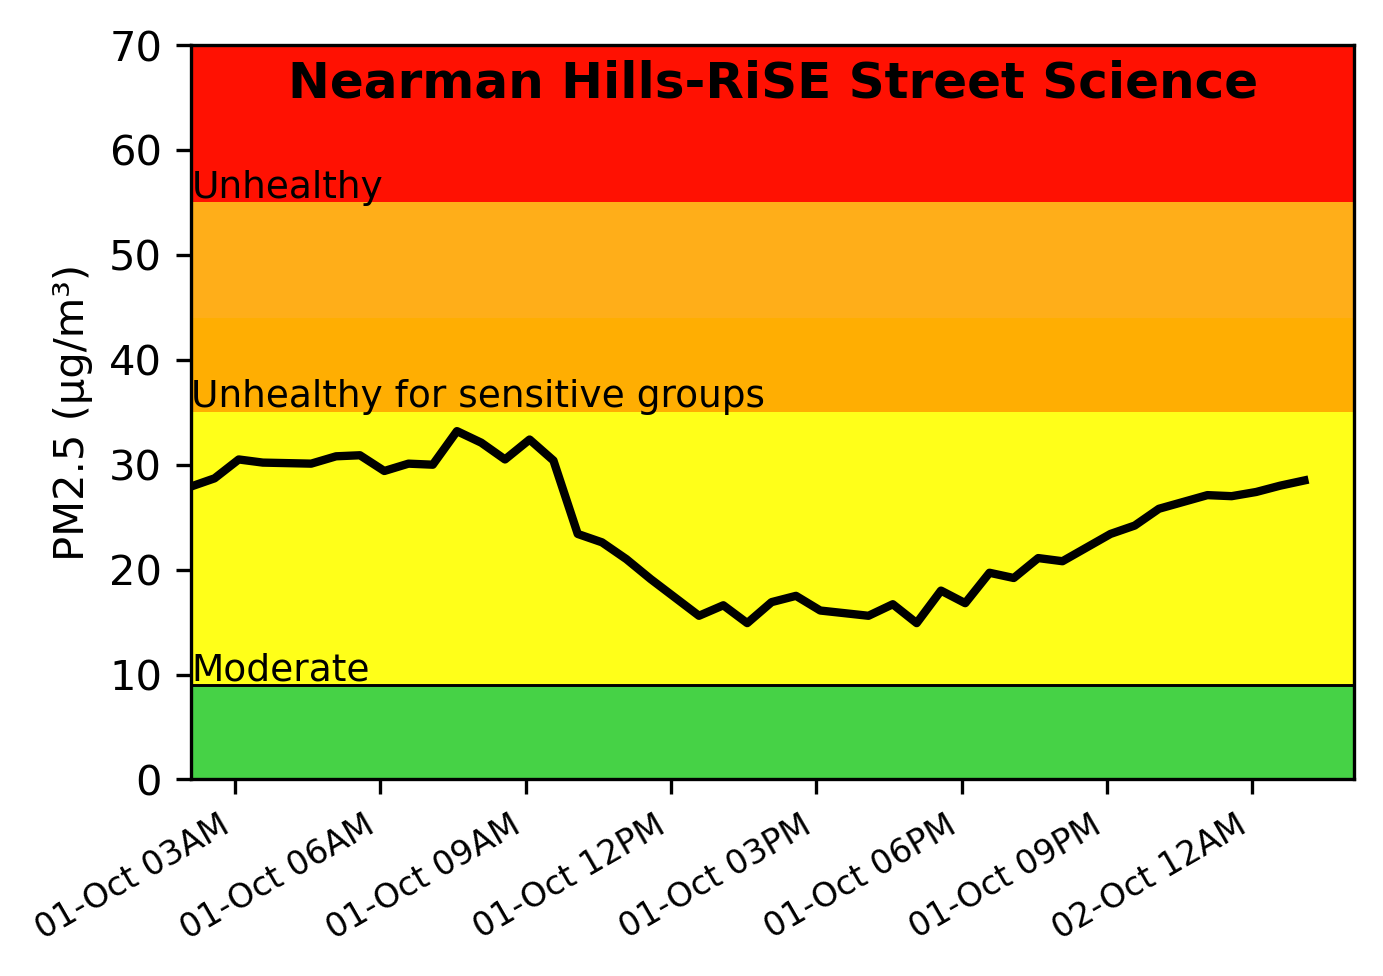 Nearman Hills-RiSE Street Science
70
60
Unhealthy
50
40
Unhealthy for sensitive groups
30
20
10
Moderate
0
PM2.5 (µg/m³)
01-Oct 03AM
01-Oct 06AM
01-Oct 09AM
01-Oct 12PM
01-Oct 03PM
01-Oct 06PM
01-Oct 09PM
02-Oct 12AM